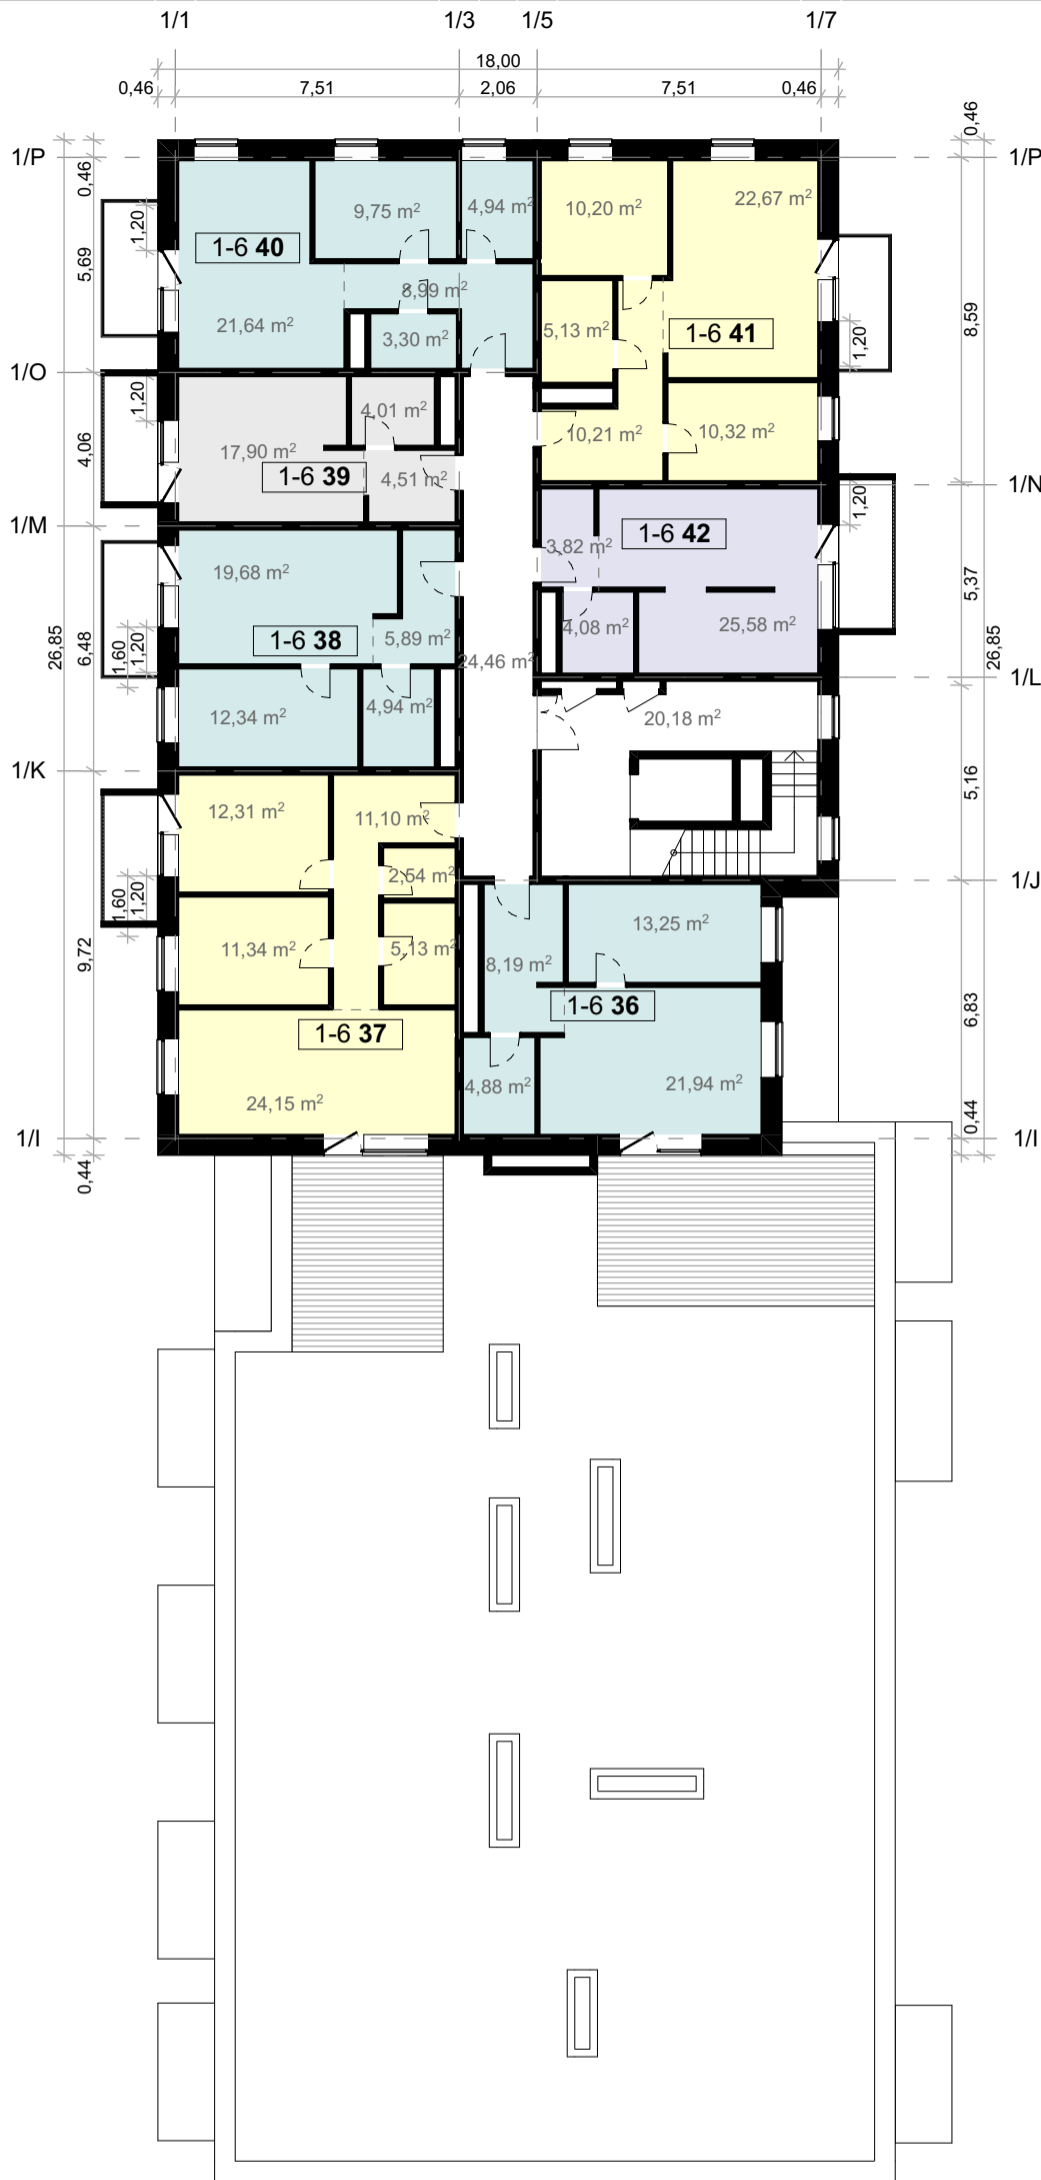 1/1 1/3 1/5 1/7
18,00
0,46 7,51 2,06 7,51 0,46
0,46
1/P 1/P
0,46
9,75 m² 4,94 m² 10,20 m² 22,67 m²
1,20
1-6 40
5,69
8,99 m²
8,59
21,64 m² 3,30 m² 5,13 m² 1-6 41
1,20
1/O
1,20
4,01 m²
10,21 m² 10,32 m²
4,06
17,90 m²
1-6 39 4,51 m²
1/N
1,20
1/M
1-6 42
3,82 m²
19,68 m²
5,37
26,85
6,48
1,60
1,20
1-6 38 5,89 m²
4,08 m² 25,58 m²
26,85
24,46 m²
1/L
12,34 m² 4,94 m²
20,18 m²
1/K
5,16
12,31 m² 11,10 m²
2,54 m²
1/J
1,60
1,20
9,72
11,34 m² 5,13 m²
13,25 m²
8,19 m²
1-6 36
6,83
1-6 37
24,15 m²
4,88 m² 21,94 m²
0,44
1/I 1/I
0,44